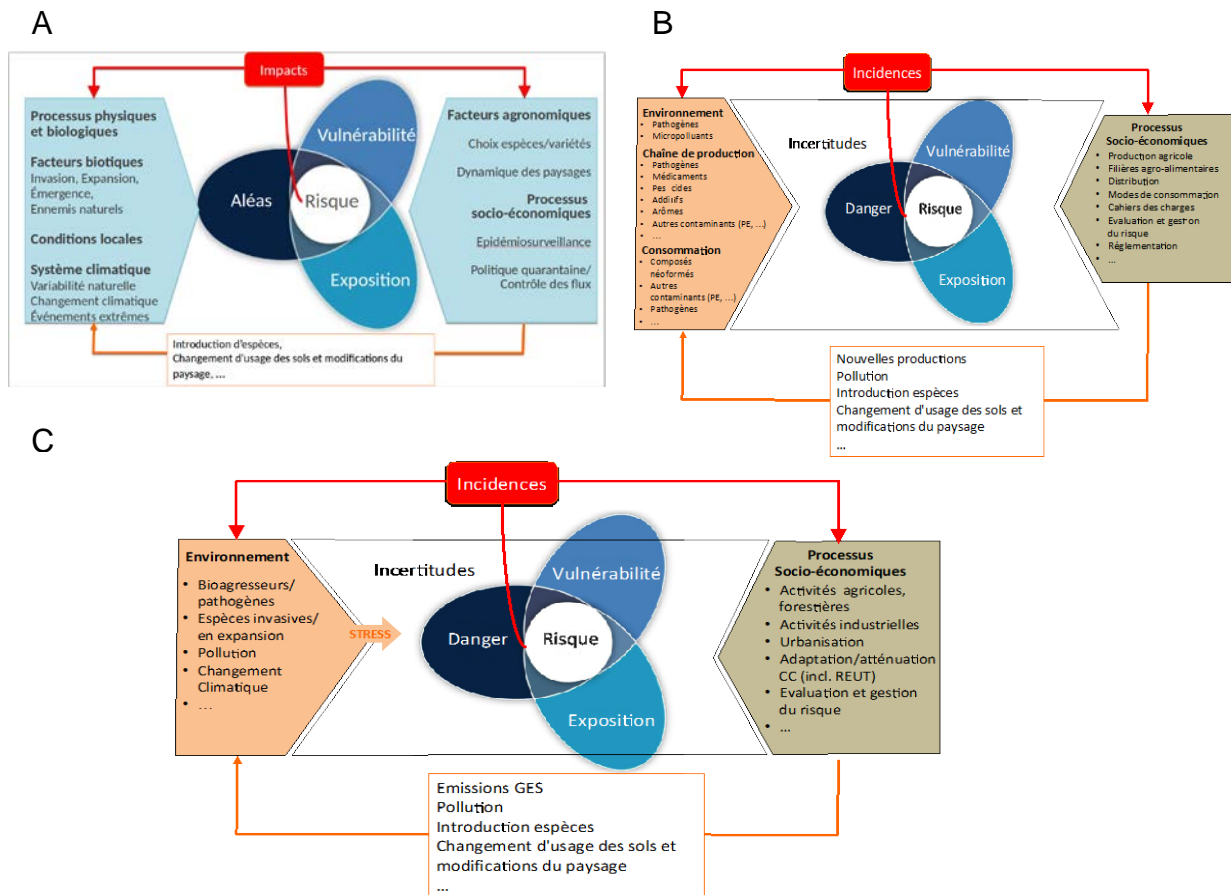 A
Impacts
Processus physiques
et biologiques
Facteurs biotiques
Invasion, Expansion,
Émergence,
Ennemis naturels
Conditions locales
Système climatique
Variabilité naturelle
Changement climatique
Événements extrêmes
Vulnérabilité
Aléas
Risque
Exposition
Facteurs agronomiques
Choix espèces/variétés
Dynamique des paysages
Processus
socio-économiques
Epidémiosurveillance
Politique quarantaine/
Contrôle des flux
Introduction d'espèces,
Changement d'usage des sols et modifications du
paysage, ...
B
Incidences
Environnement
• Pathogènes
• Micropolluants
Chaîne de production
• Pathogènes
• Médicaments
• Pes cides
• Additifs
• Arômes
• Autres contaminants (PE, ...)
• ...
Consommation
• Composés
néoformés
• Autres
contaminants (PE, ...)
• Pathogènes
• ...
Incertitudes
Vulnérabilité
Danger
Risque
Exposition
Processus
Socio-économiques
• Production agricole
• Filières agro-alimentaires
• Distribution
• Modes de consommation
• Cahiers des charges
• Evaluation et gestion
du risque
• Réglementation
• ...
Nouvelles productions
Pollution
Introduction espèces
Changement d'usage des sols et
modifications du paysage
...
C
Incidences
Environnement
• Bioagresseurs/
pathogènes
• Espèces invasives/
en expansion
• Pollution
• Changement
Climatique
• ...
STRESS
Incertitudes
Vulnérabilité
Danger
Risque
Exposition
Processus
Socio-économiques
• Activités agricoles,
forestières
• Activités industrielles
• Urbanisation
• Adaptation/atténuation
CC (incl. REUT)
• Evaluation et gestion
du risque
• ...
Emissions GES
Pollution
Introduction espèces
Changement d'usage des sols et
modifications du paysage
...